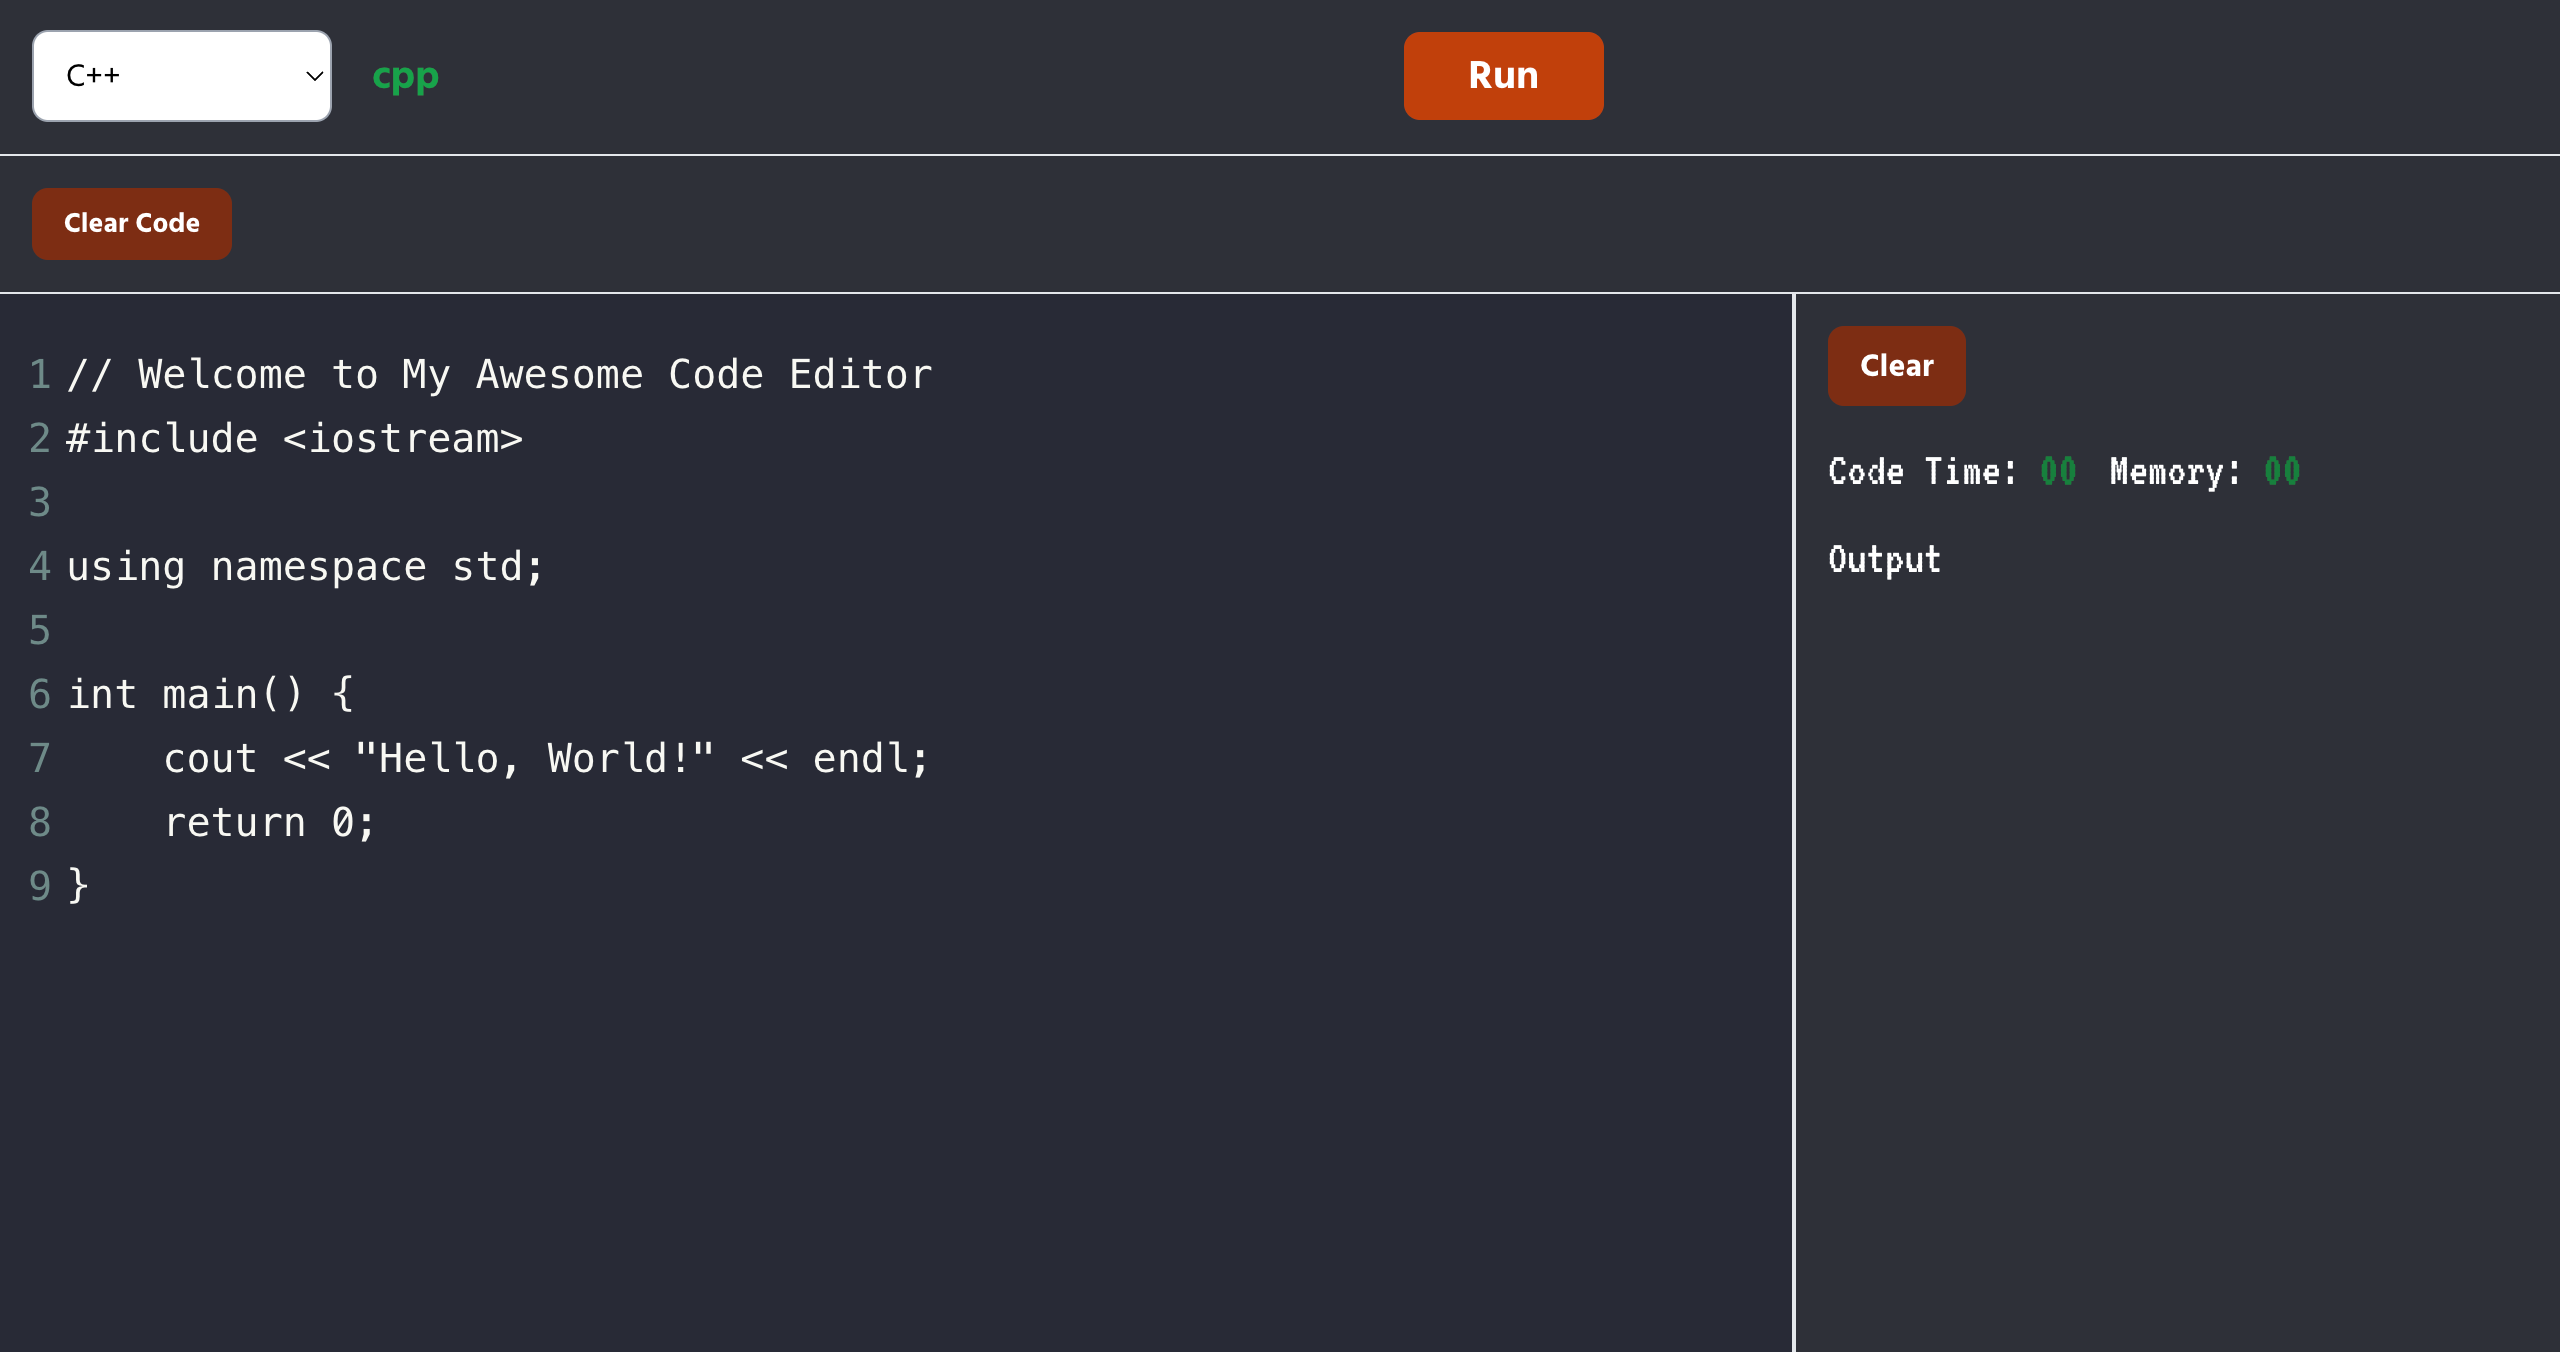 C++ cpp Run
Clear Code
1 // Welcome to My Awesome Code Editor
2 #include <iostream>
3
4 using namespace std;
5
6 int main() {
7     cout << "Hello, World!" << endl;
8     return 0;
9 }
Clear
Code Time: 00 Memory: 00
Output